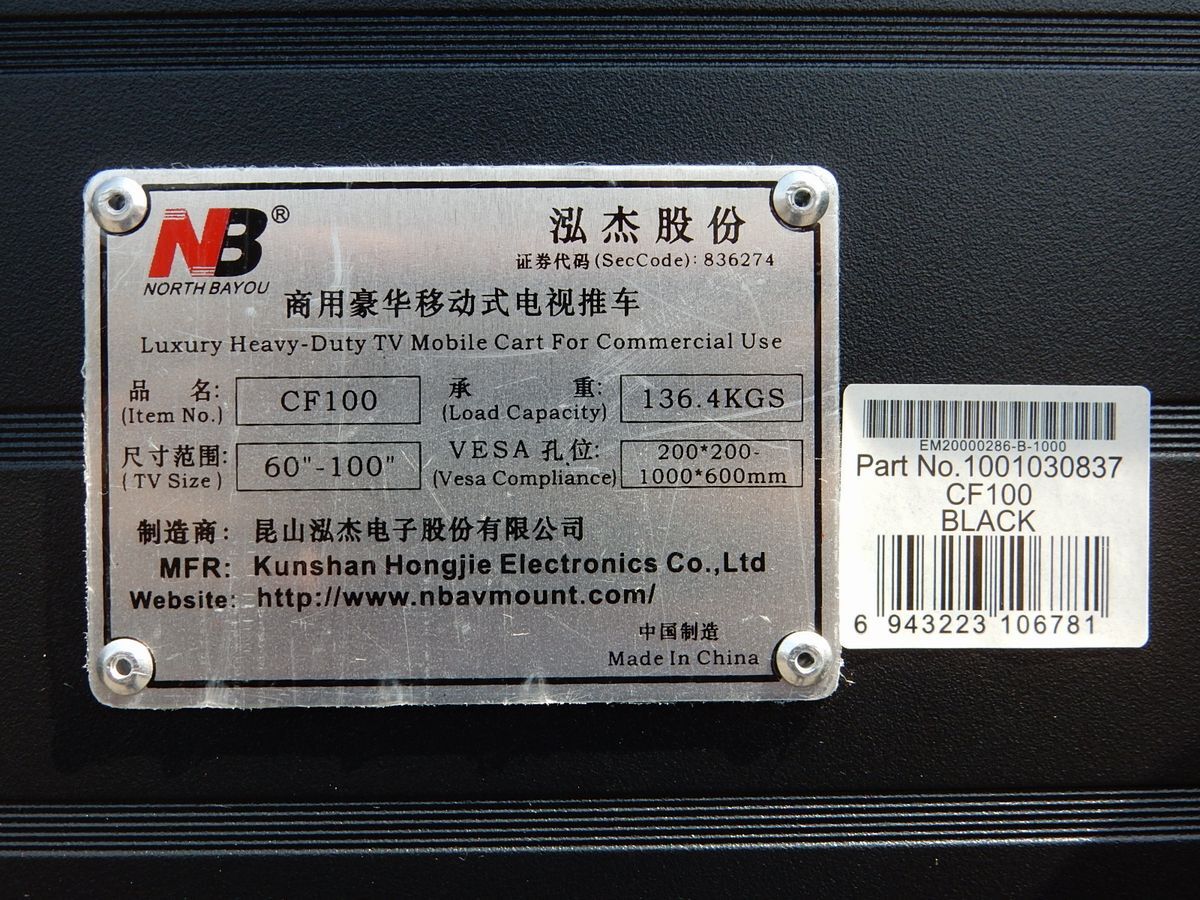 NB®
NORTH BAYOU
泓杰股份
证券代码(SecCode): 836274
商用豪华移动式电视推车
Luxury Heavy-Duty TV Mobile Cart For Commercial Use
品 名: CF100 承 重: 136.4KGS
(Item No.) (Load Capacity)
尺寸范围: 60"-100" VESA 孔位: 200*200-
(TV Size) (Vesa Compliance) 1000*600mm
制造商: 昆山泓杰电子股份有限公司
MFR: Kunshan Hongjie Electronics Co.,Ltd
Website: http://www.nbavmount.com/
中国制造
Made In China
EM20000286-B-1000
Part No.1001030837
CF100
BLACK
6 943223 106781